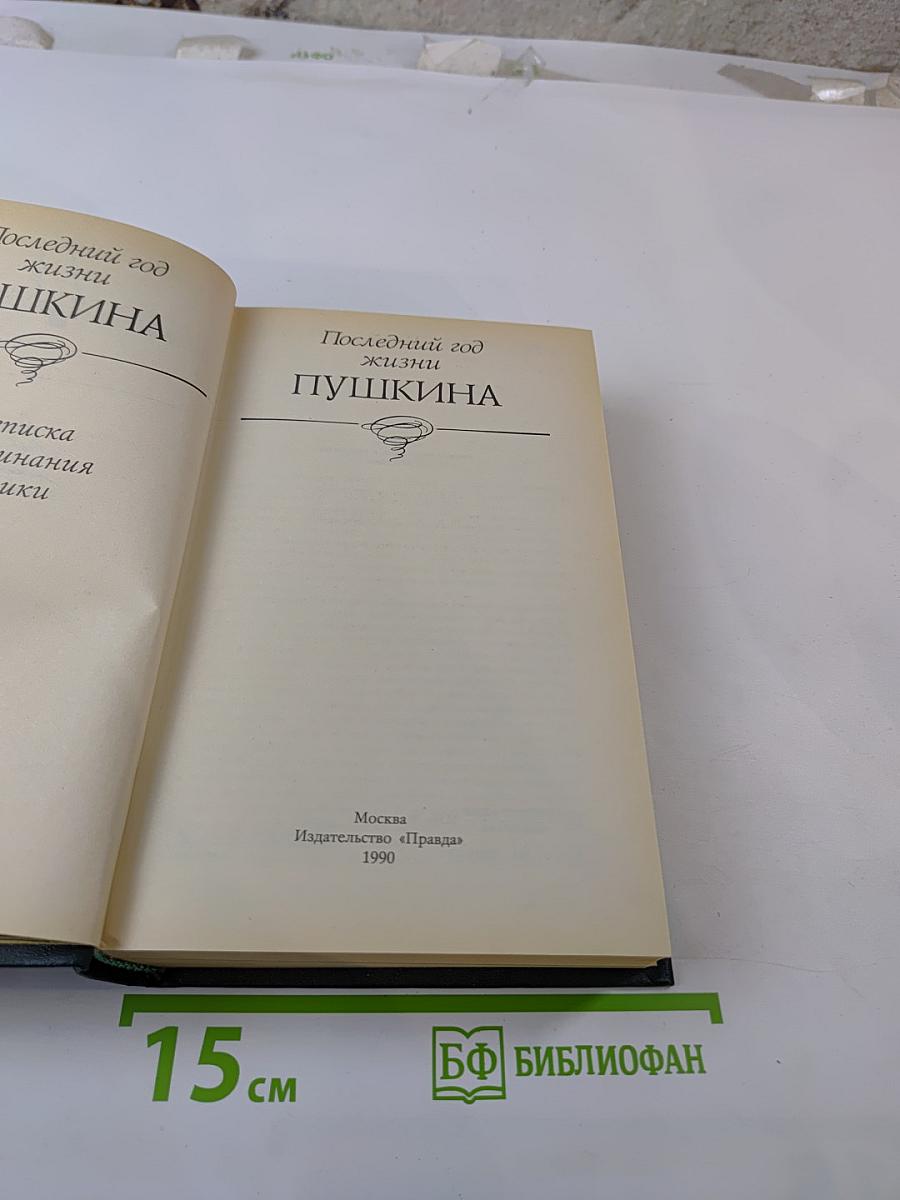 Последний год
жизни
ПУШКИНА
Последний год
жизни
ПУШКИНА
Москва
Издательство «Правда»
1990
15 см
БФ БИБЛИОФАН